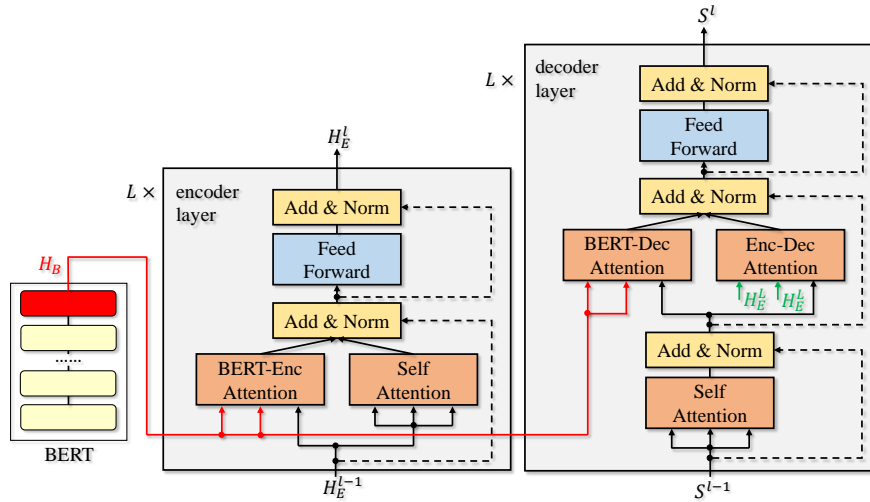 H_B
......
BERT
H_E^l
L ×
encoder
layer
Add & Norm
Feed
Forward
Add & Norm
BERT-Enc
Attention
Self
Attention
H_E^{l-1}
S^l
L ×
decoder
layer
Add & Norm
Feed
Forward
Add & Norm
BERT-Dec
Attention
Enc-Dec
Attention
H_E^L H_E^L
Add & Norm
Self
Attention
S^{l-1}